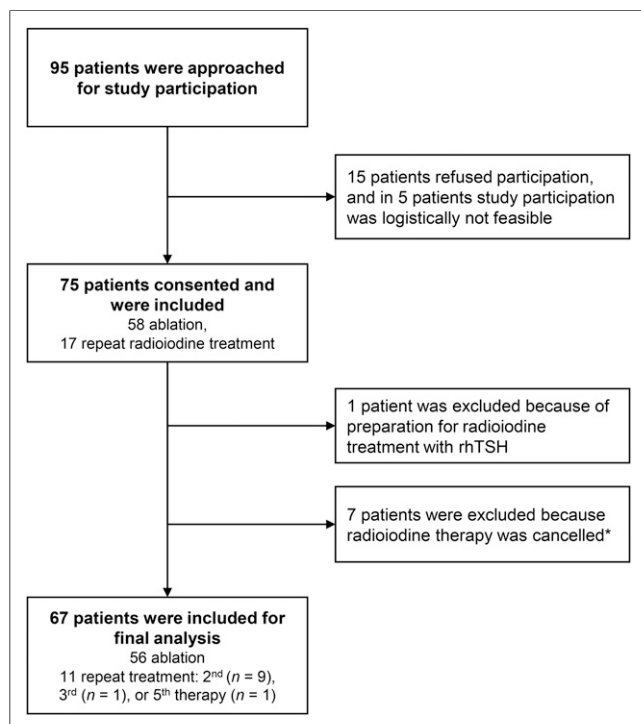 95 patients were approached
for study participation
15 patients refused participation,
and in 5 patients study participation
was logistically not feasible
75 patients consented and
were included
58 ablation,
17 repeat radioiodine treatment
1 patient was excluded because of
preparation for radioiodine
treatment with rhTSH
7 patients were excluded because
radioiodine therapy was cancelled*
67 patients were included for
final analysis
56 ablation
11 repeat treatment: 2nd (n = 9),
3rd (n = 1), or 5th therapy (n = 1)